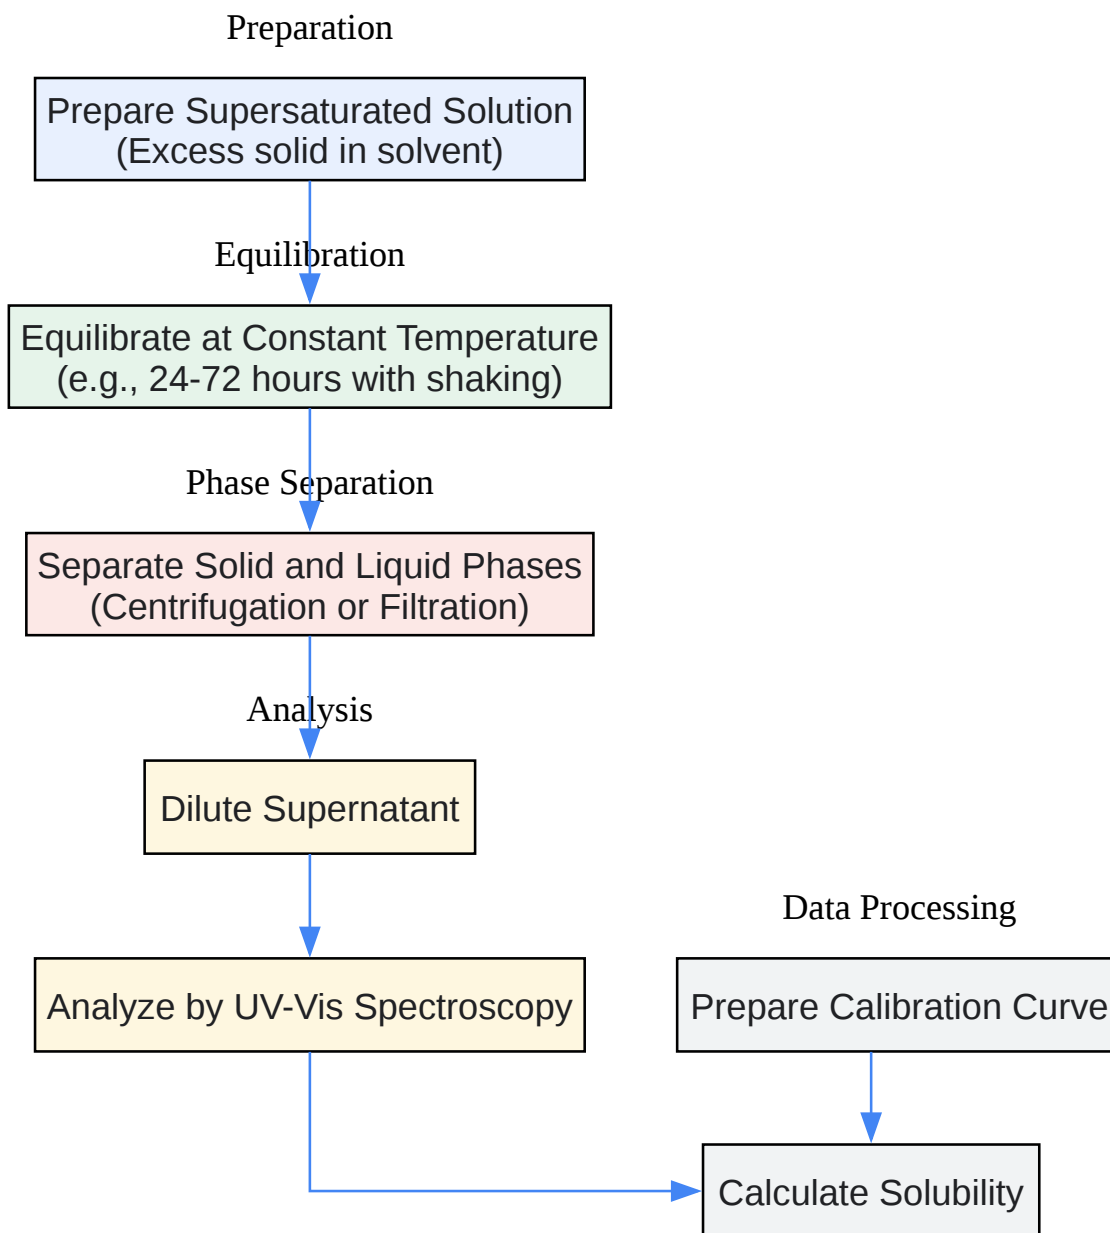 Preparation
Prepare Supersaturated Solution
(Excess solid in solvent)
Equilibration
Equilibrate at Constant Temperature
(e.g., 24-72 hours with shaking)
Phase Separation
Separate Solid and Liquid Phases
(Centrifugation or Filtration)
Analysis
Dilute Supernatant
Analyze by UV-Vis Spectroscopy
Data Processing
Prepare Calibration Curve
Calculate Solubility